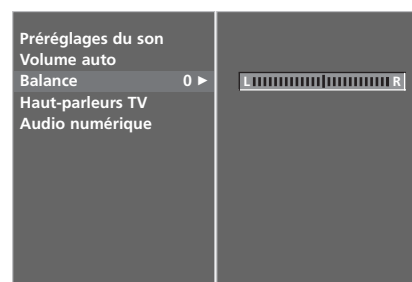 Préréglages du son
Volume auto
Balance 0 ► L R
Haut-parleurs TV
Audio numérique